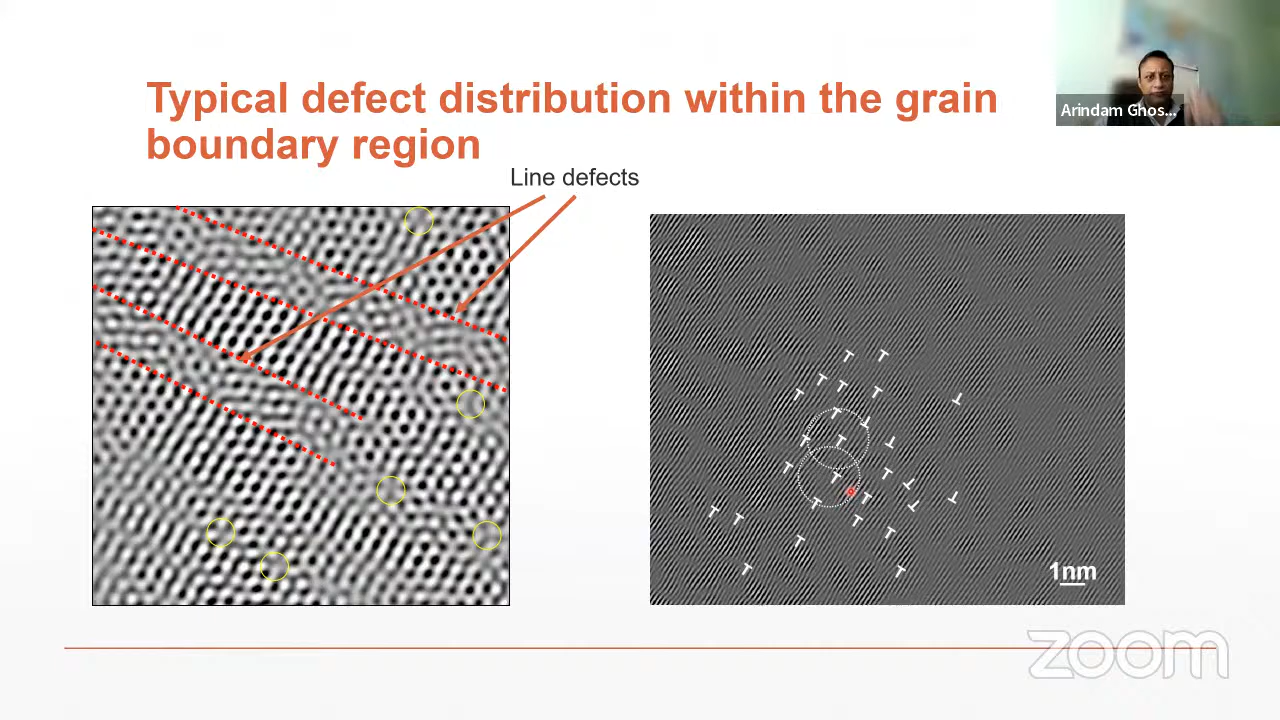 Typical defect distribution within the grain
boundary region
Arindam Ghos...
Line defects
1nm
zoom